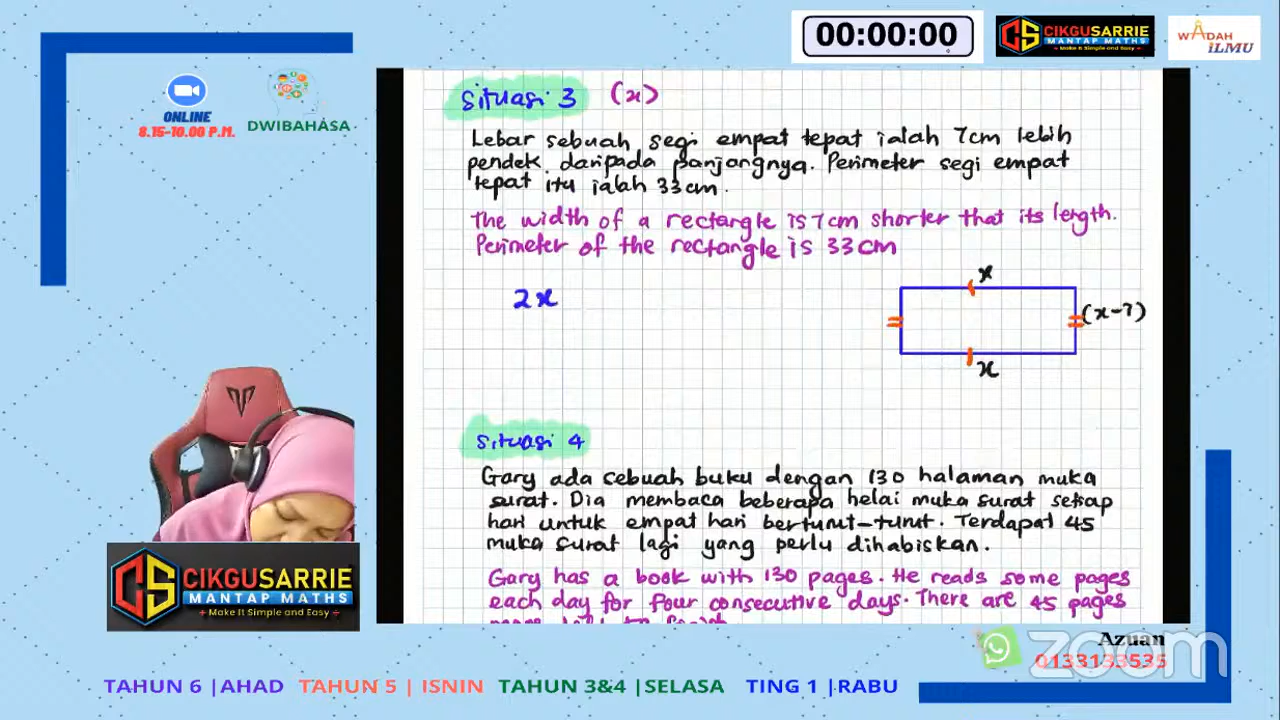 00:00:00
CS CIKGUSARRIE
MANTAP MATHS
Make It Simple and Easy
WADAH
ILMU
ONLINE
8.15-10.00 P.M.
DWIBAHASA
Situasi 3 (x)
Lebar sebuah segi empat tepat ialah 7cm lebih
pendek daripada panjangnya. Perimeter segi empat
tepat itu ialah 33cm.
The width of a rectangle is 7cm shorter that its length.
Perimeter of the rectangle is 33cm
2x
x
(x-7)
x
Situasi 4
Gary ada sebuah buku dengan 130 halaman muka
surat. Dia membaca beberapa helai muka surat setiap
hari untuk empat hari berturut-turut. Terdapat 45
muka surat lagi yang perlu dihabiskan.
Gary has a book with 130 pages. He reads some pages
each day for four consecutive days. There are 45 pages
CS CIKGUSARRIE
MANTAP MATHS
Make It Simple and Easy
Azuan
zoom
0133133535
TAHUN 6 |AHAD TAHUN 5 | ISNIN TAHUN 3&4 |SELASA TING 1 |RABU